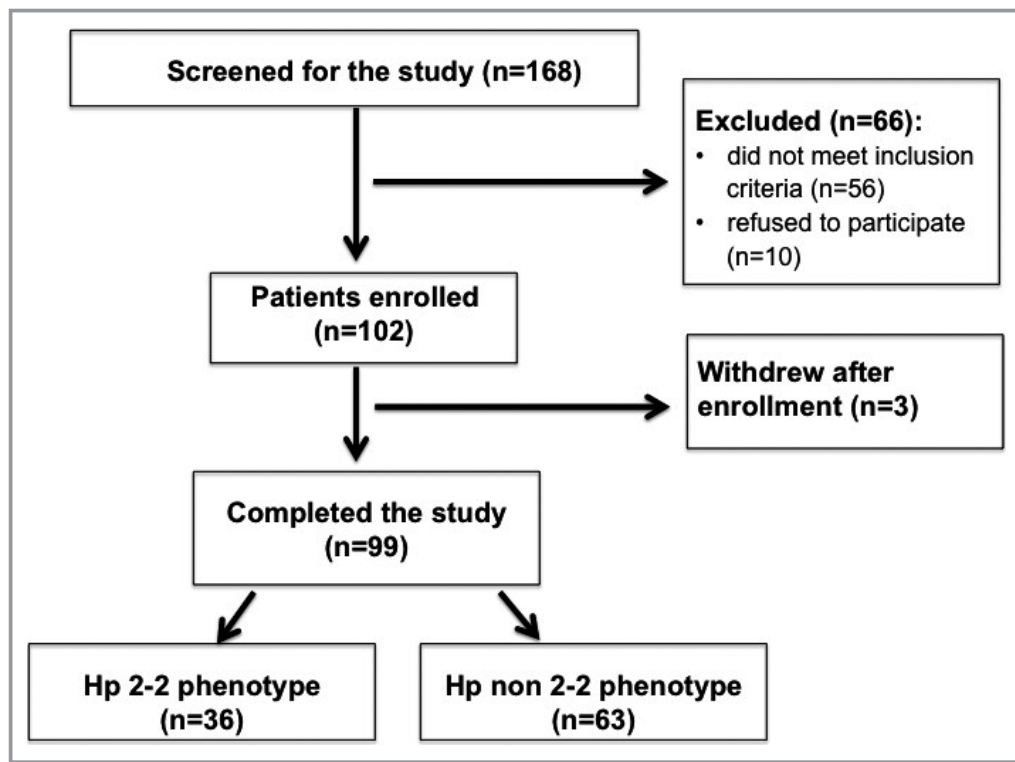 Screened for the study (n=168)
Excluded (n=66):
• did not meet inclusion
criteria (n=56)
• refused to participate
(n=10)
Patients enrolled
(n=102)
Withdrew after
enrollment (n=3)
Completed the study
(n=99)
Hp 2-2 phenotype
(n=36)
Hp non 2-2 phenotype
(n=63)